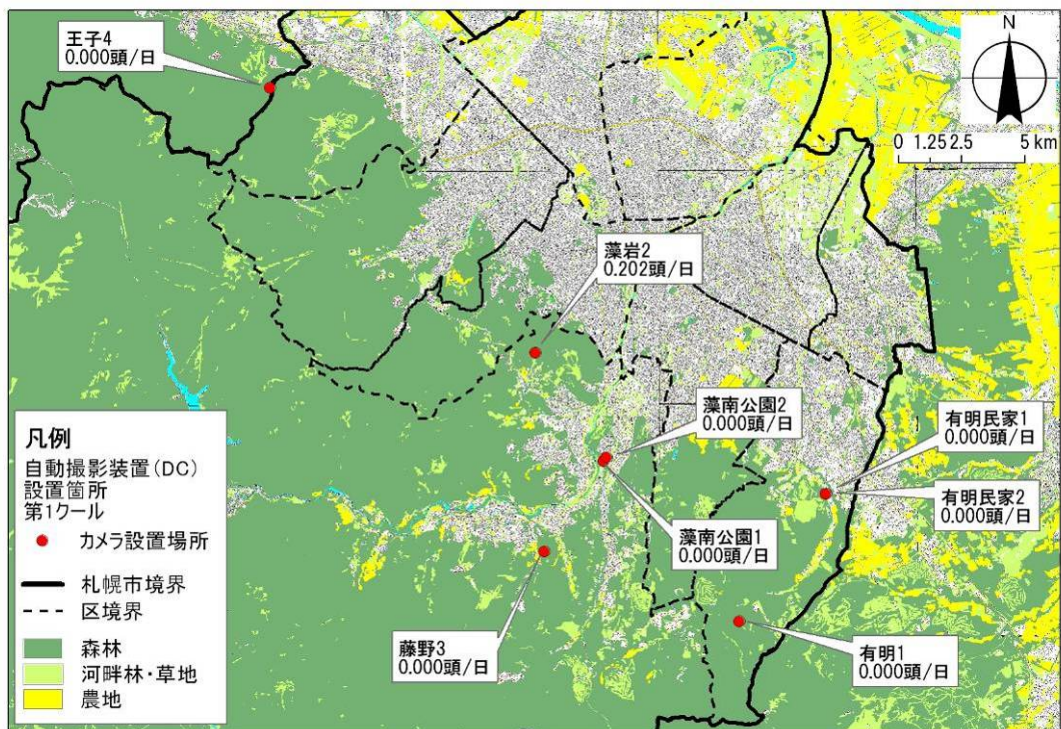 王子4
0.000頭/日
N
0 1.25 2.5 5 km
藻岩2
0.202頭/日
藻南公園2
0.000頭/日
有明民家1
0.000頭/日
有明民家2
0.000頭/日
藻南公園1
0.000頭/日
藤野3
0.000頭/日
有明1
0.000頭/日
凡例
自動撮影装置(DC)
設置箇所
第1クール
カメラ設置場所
札幌市境界
区境界
森林
河畔林・草地
農地